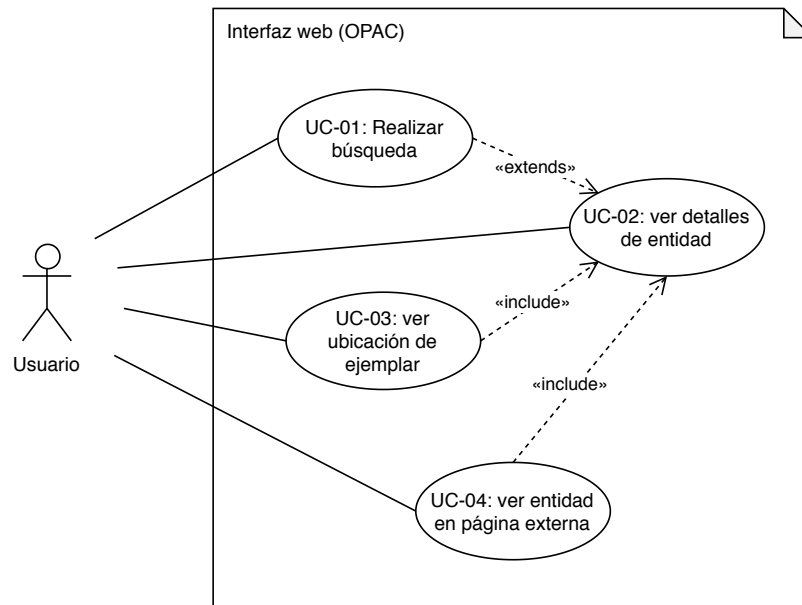 Interfaz web (OPAC)
UC-01: Realizar
búsqueda
«extends»
UC-02: ver detalles
de entidad
«include»
UC-03: ver
ubicación de
ejemplar
Usuario
«include»
UC-04: ver entidad
en página externa